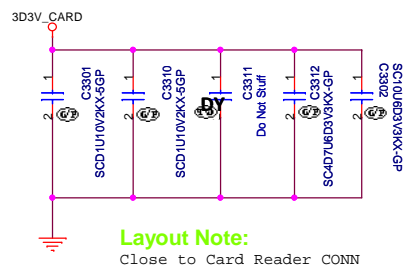 3D3V_CARD
1
2
C3301
SCD1U10V2KX-5GP
1
2
C3310
SCD1U10V2KX-5GP
1
2
DY
C3311
Do Not Stuff
1
2
C3312
SC4D7U6D3V3KX-GP
1
2
C3302
SC10U6D3V3KX-GP
Layout Note:
Close to Card Reader CONN